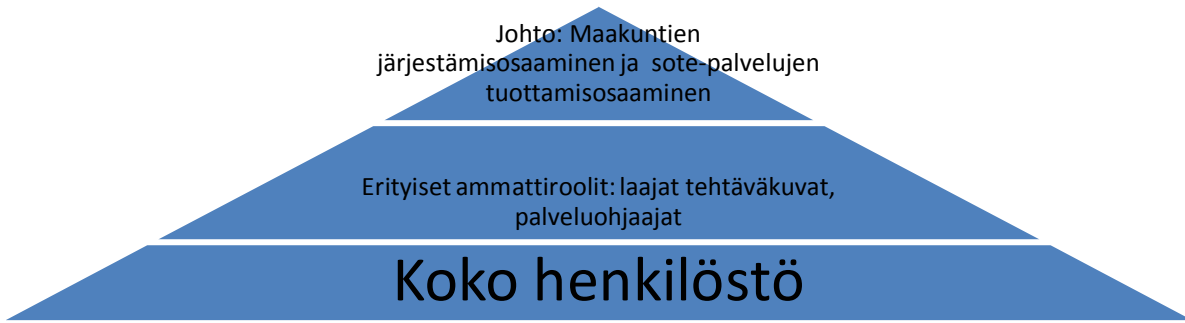 Johto: Maakuntien
järjestämisosaaminen ja sote-palvelujen
tuottamisosaaminen
Erityiset ammattiroolit: laajat tehtäväkuvat,
palveluohjaajat
Koko henkilöstö